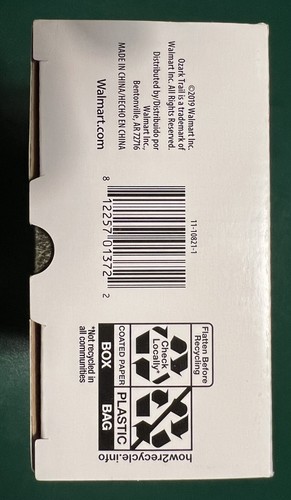 ©2019 Walmart Inc.
Ozark Trail is a trademark of
Walmart Inc. All Rights Reserved.
Distributed by/Distribuido por
Walmart Inc.,
Bentonville, AR 72716
MADE IN CHINA/HECHO EN CHINA
Walmart.com
11-10821-1
8 12257 01372 2
Flatten Before
Recycling
Check
Locally*
COATED PAPER
BOX
PLASTIC
BAG
how2recycle.info
*Not recycled in
all communities